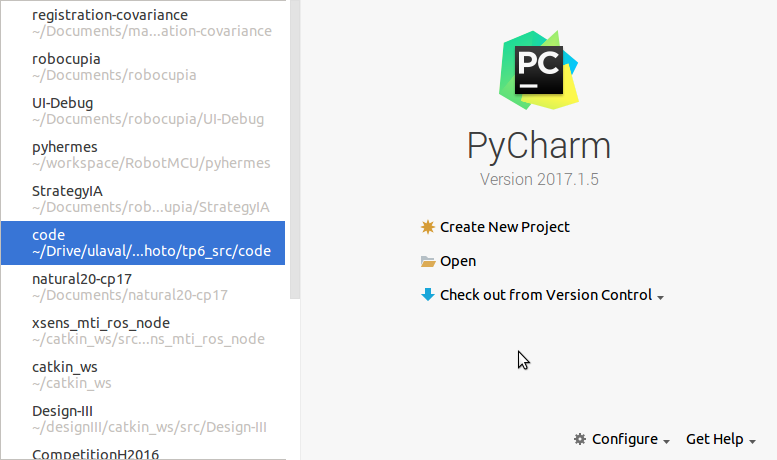 registration-covariance
~/Documents/ma...ation-covariance
robocupia
~/Documents/robocupia
UI-Debug
~/Documents/robocupia/UI-Debug
pyhermes
~/workspace/RobotMCU/pyhermes
StrategyIA
~/Documents/rob...upia/StrategyIA
code
~/Drive/ulaval/...hoto/tp6_src/code
natural20-cp17
~/Documents/natural20-cp17
xsens_mti_ros_node
~/catkin_ws/src...ns_mti_ros_node
catkin_ws
~/catkin_ws
Design-III
~/designIII/catkin_ws/src/Design-III
CompetitionH2016
PC
PyCharm
Version 2017.1.5
Create New Project
Open
Check out from Version Control
Configure
Get Help